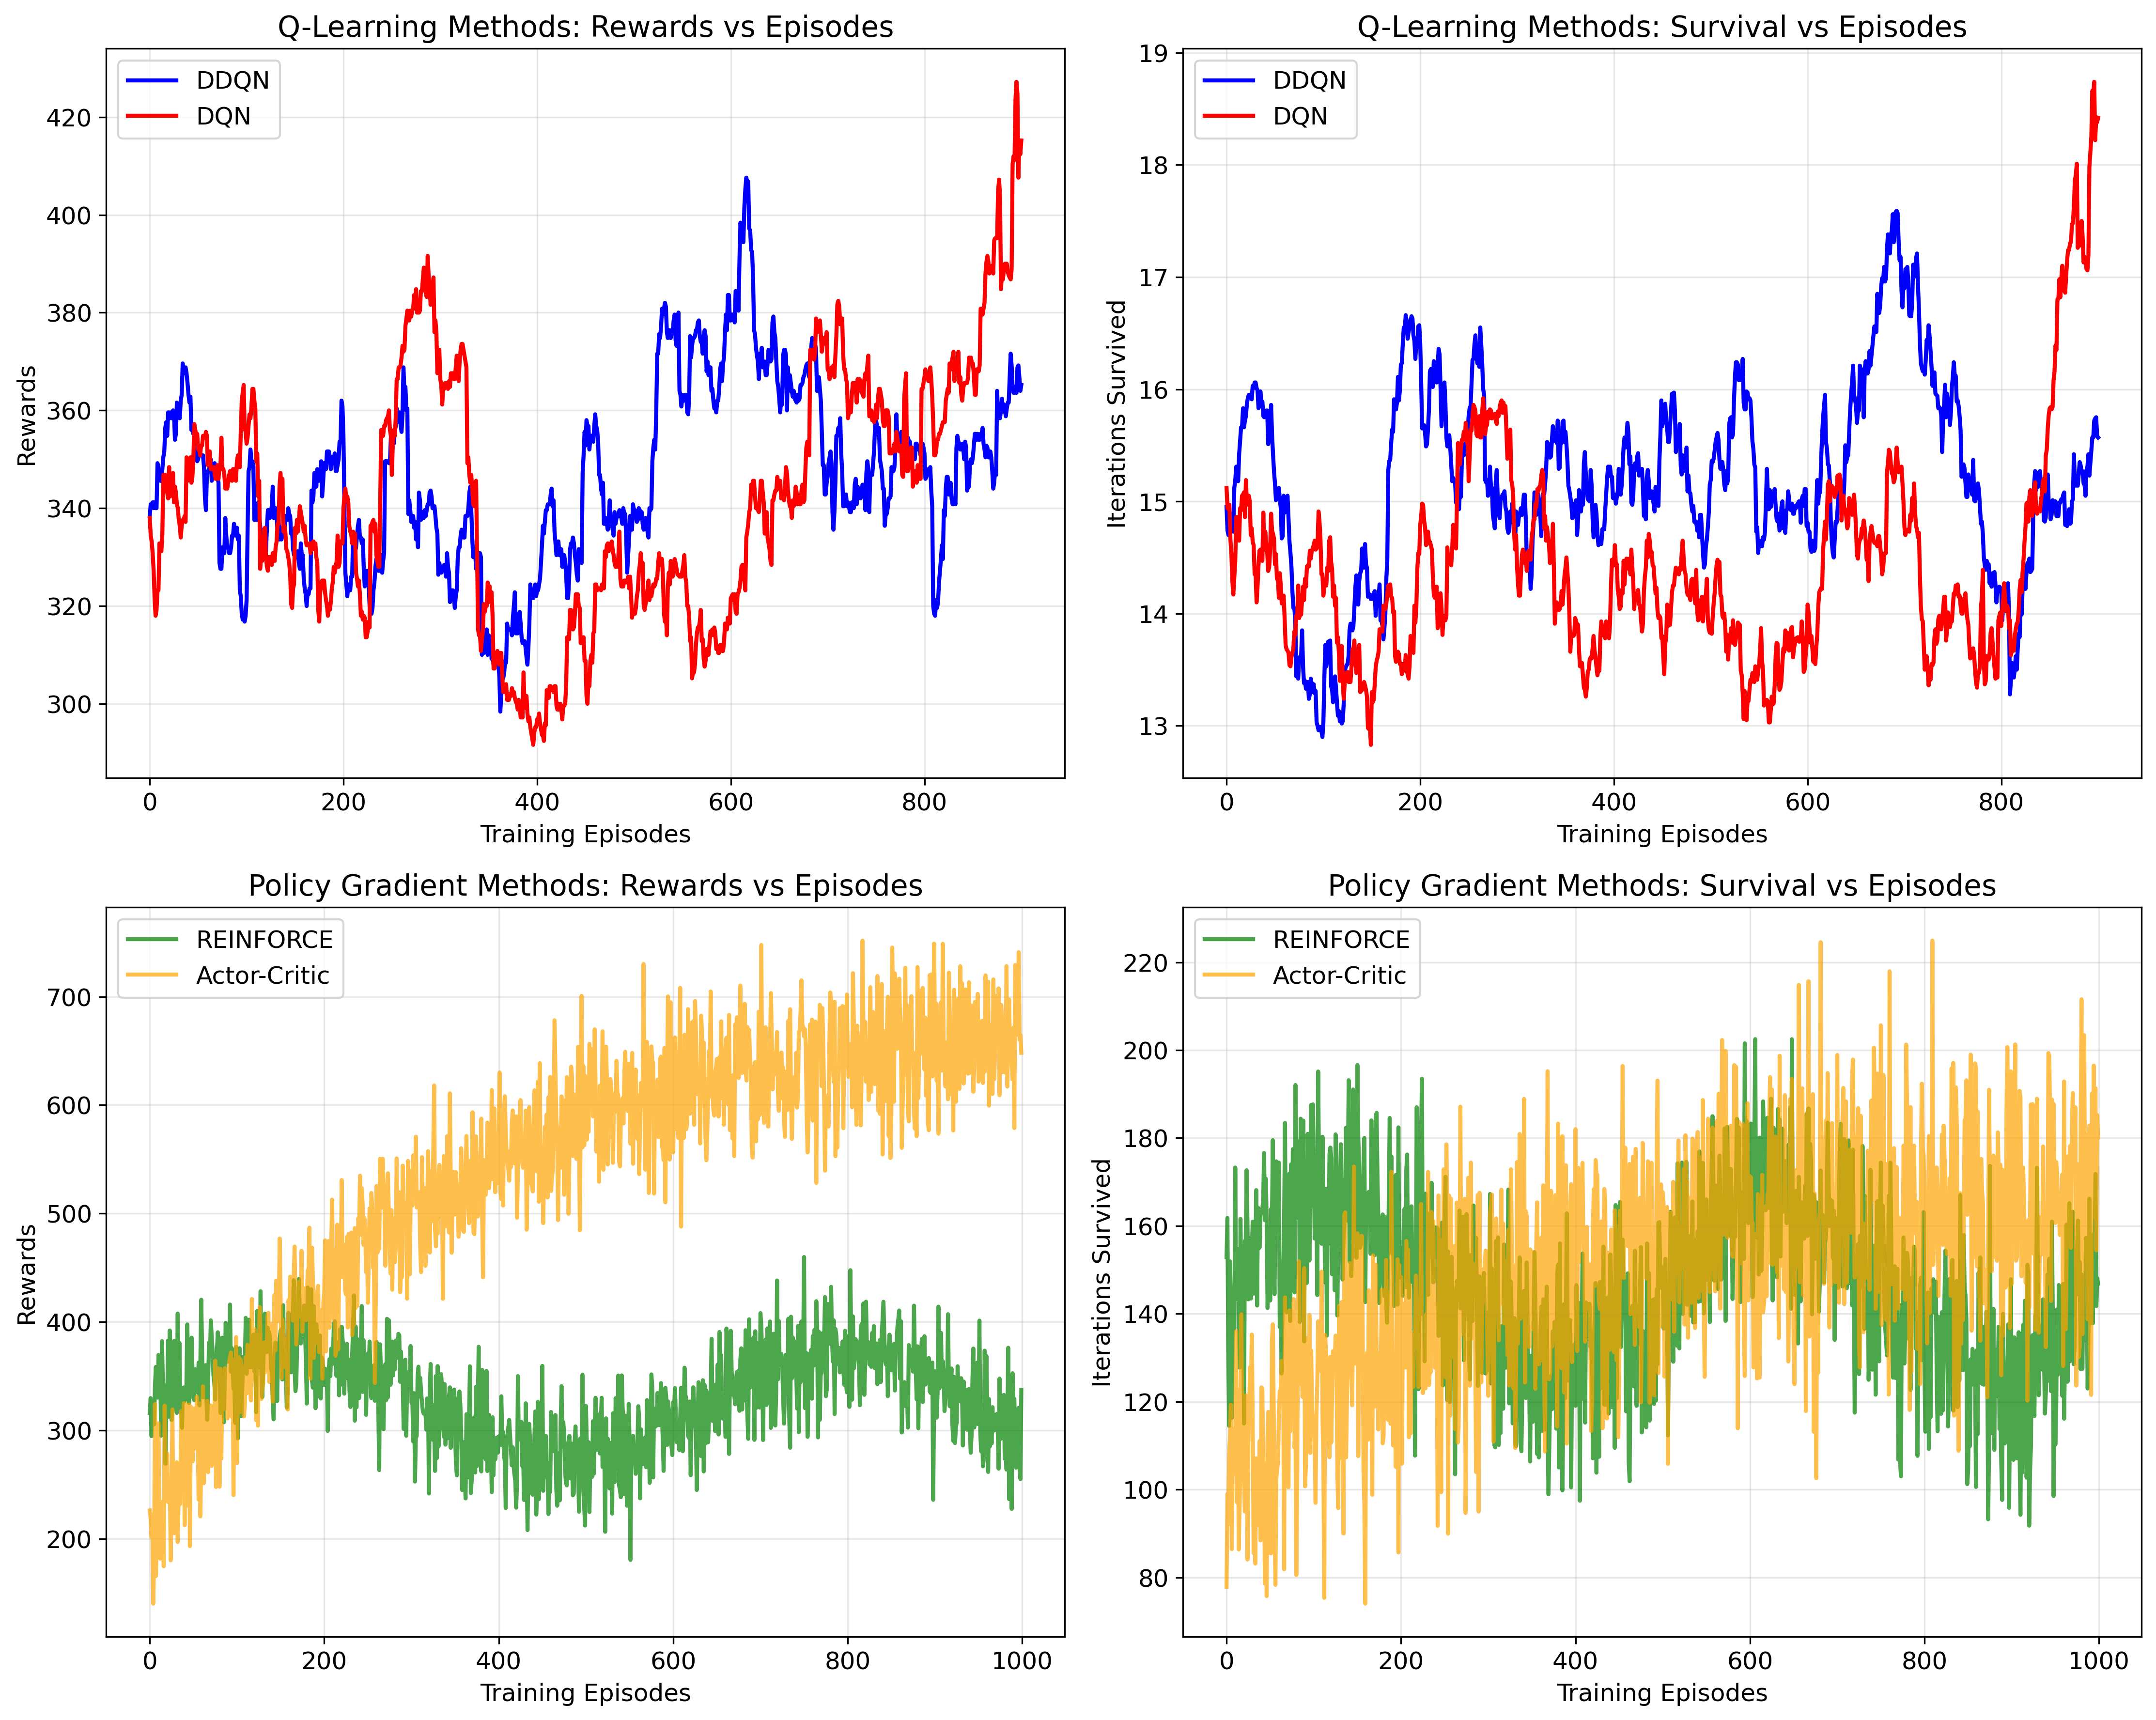 Q-Learning Methods: Rewards vs Episodes
DDQN
DQN
420
400
380
360
340
320
300
Rewards
0 200 400 600 800
Training Episodes
Q-Learning Methods: Survival vs Episodes
DDQN
DQN
19
18
17
16
15
14
13
Iterations Survived
0 200 400 600 800
Training Episodes
Policy Gradient Methods: Rewards vs Episodes
REINFORCE
Actor-Critic
700
600
500
400
300
200
Rewards
0 200 400 600 800 1000
Training Episodes
Policy Gradient Methods: Survival vs Episodes
REINFORCE
Actor-Critic
220
200
180
160
140
120
100
80
Iterations Survived
0 200 400 600 800 1000
Training Episodes